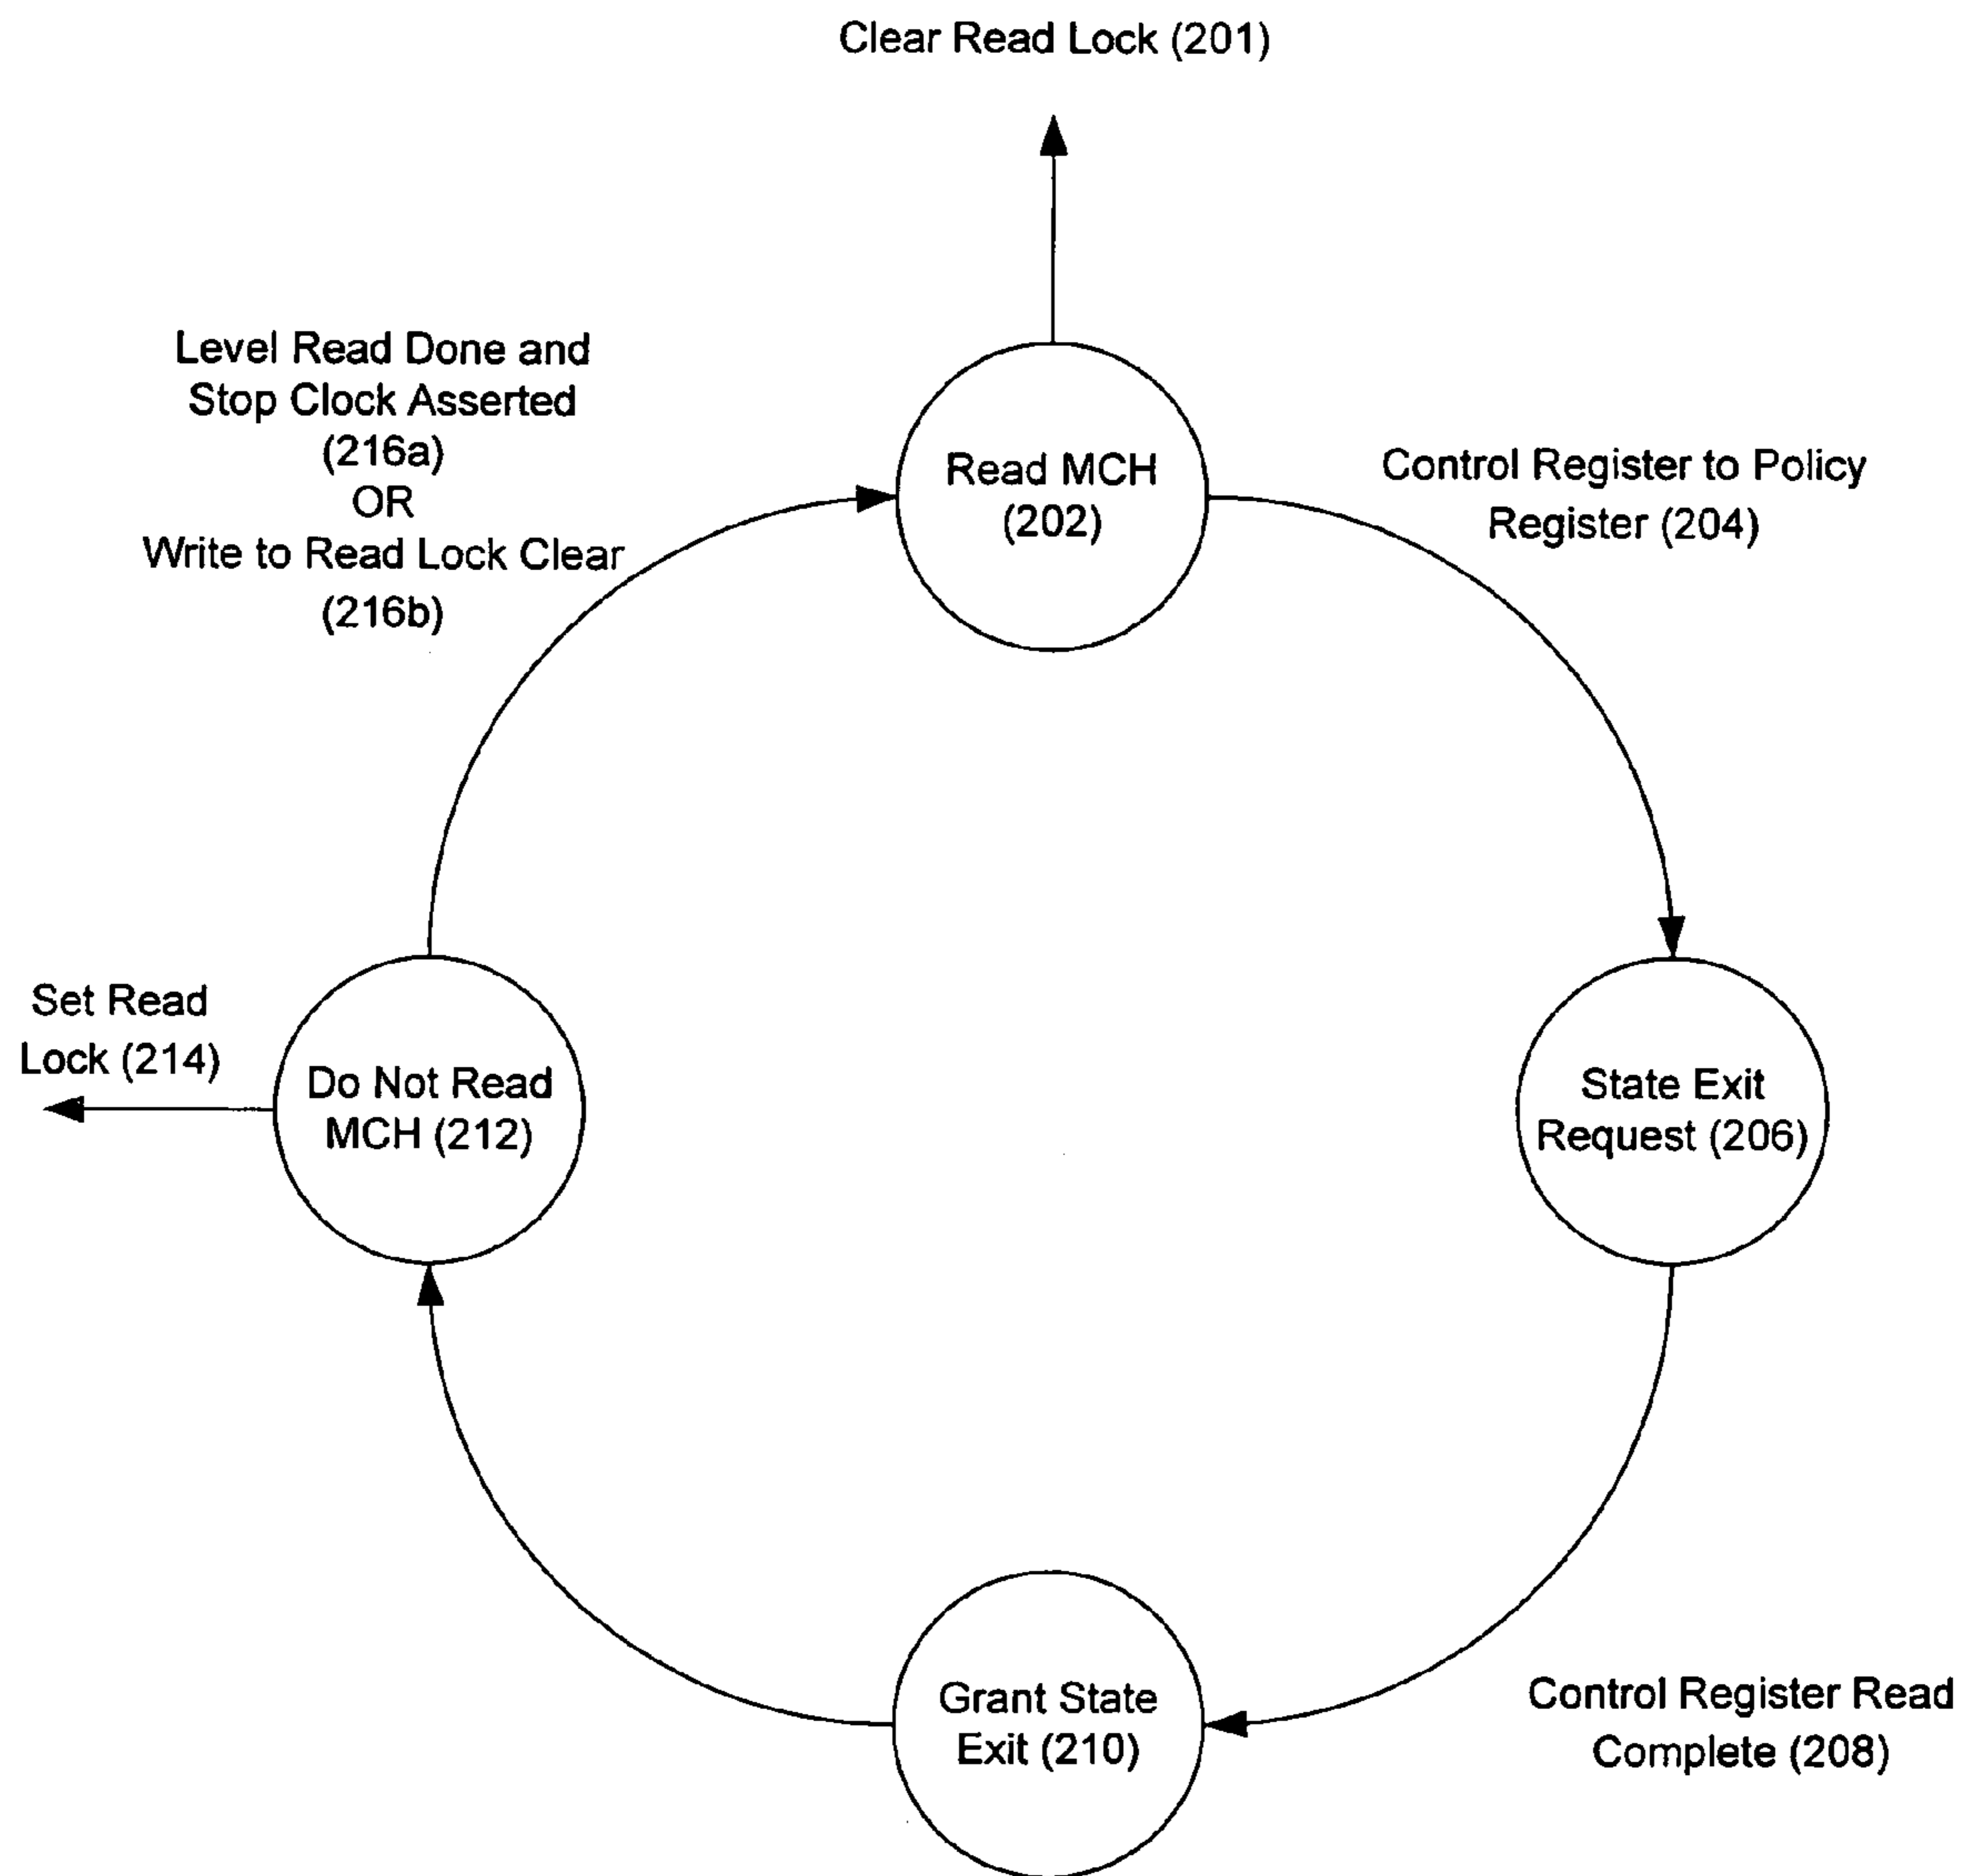 Clear Read Lock (201)
Level Read Done and
Stop Clock Asserted
(216a)
OR
Write to Read Lock Clear
(216b)
Read MCH
(202)
Control Register to Policy
Register (204)
Set Read
Lock (214)
Do Not Read
MCH (212)
State Exit
Request (206)
Grant State
Exit (210)
Control Register Read
Complete (208)